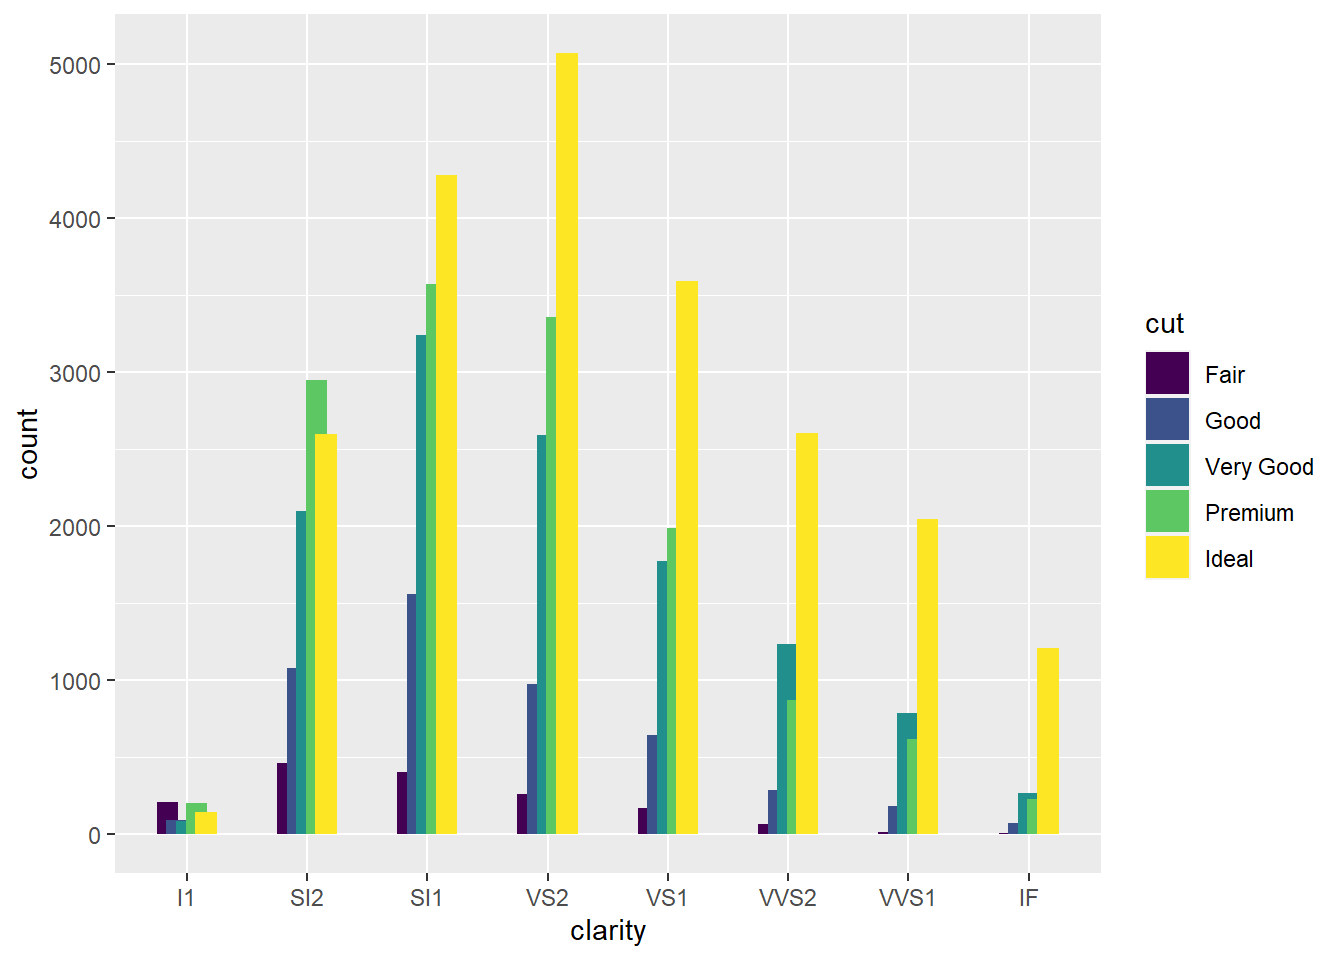 5000
4000
3000
2000
1000
0
count
I1 SI2 SI1 VS2 VS1 VVS2 VVS1 IF
clarity
cut
Fair
Good
Very Good
Premium
Ideal